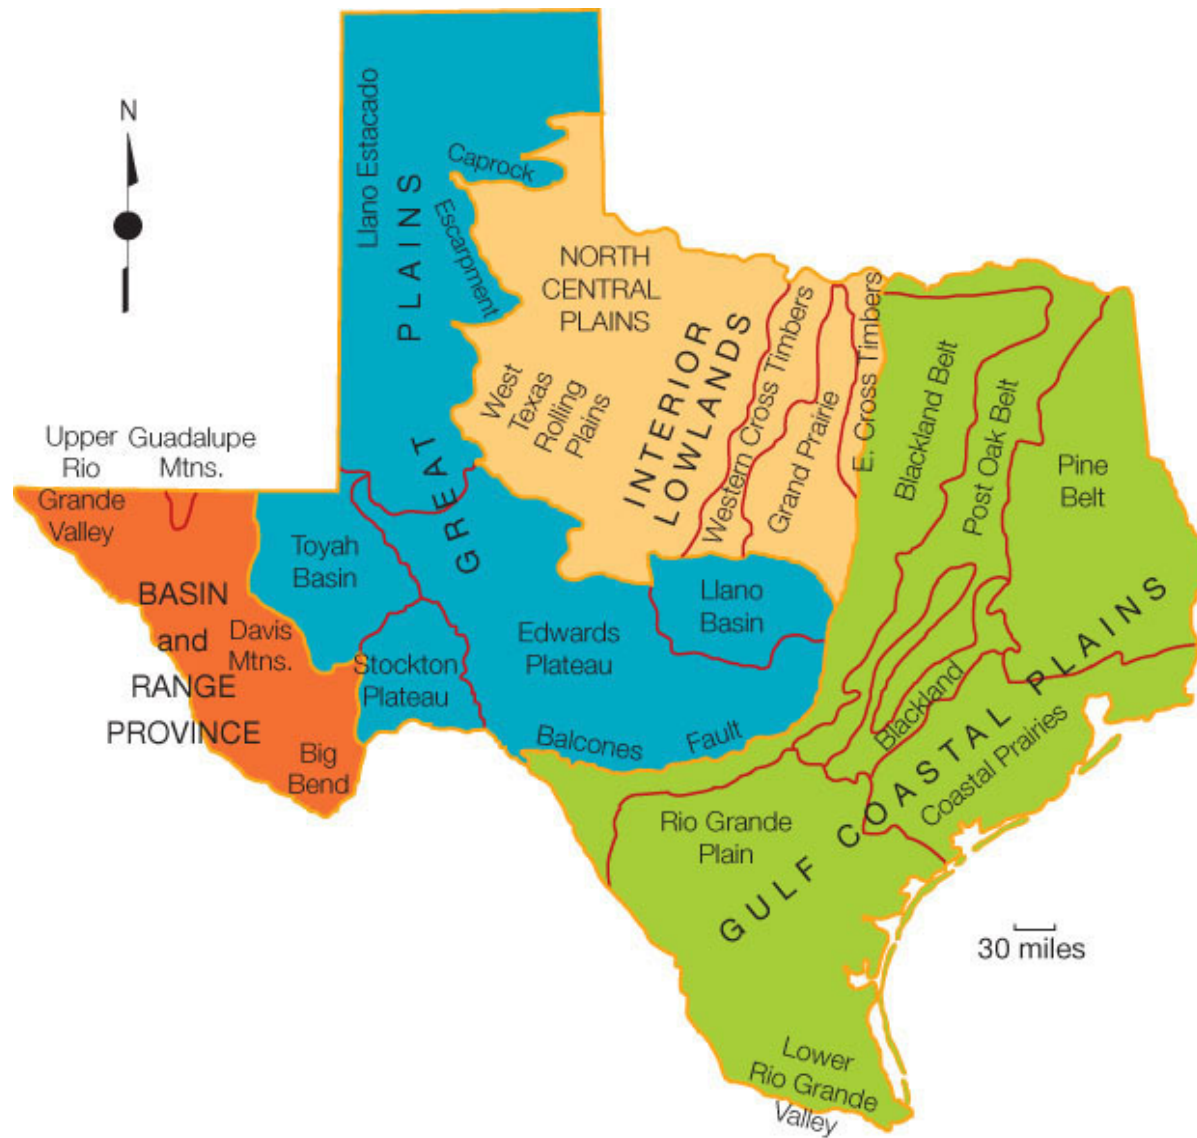 N
Llano Estacado
Caprock
Escarpment
GREAT PLAINS
NORTH
CENTRAL
PLAINS
West
Texas
Rolling
Plains
INTERIOR
LOWLANDS
Western Cross Timbers
Grand Prairie
E. Cross Timbers
Blackland Belt
Post Oak Belt
Pine
Belt
Upper
Rio
Grande
Valley
Guadalupe
Mtns.
Toyah
Basin
BASIN
and
RANGE
PROVINCE
Davis
Mtns.
Stockton
Plateau
Big
Bend
Edwards
Plateau
Llano
Basin
Balcones Fault
Blackland
Coastal Prairies
GULF COASTAL PLAINS
Rio Grande
Plain
30 miles
Lower
Rio Grande
Valley